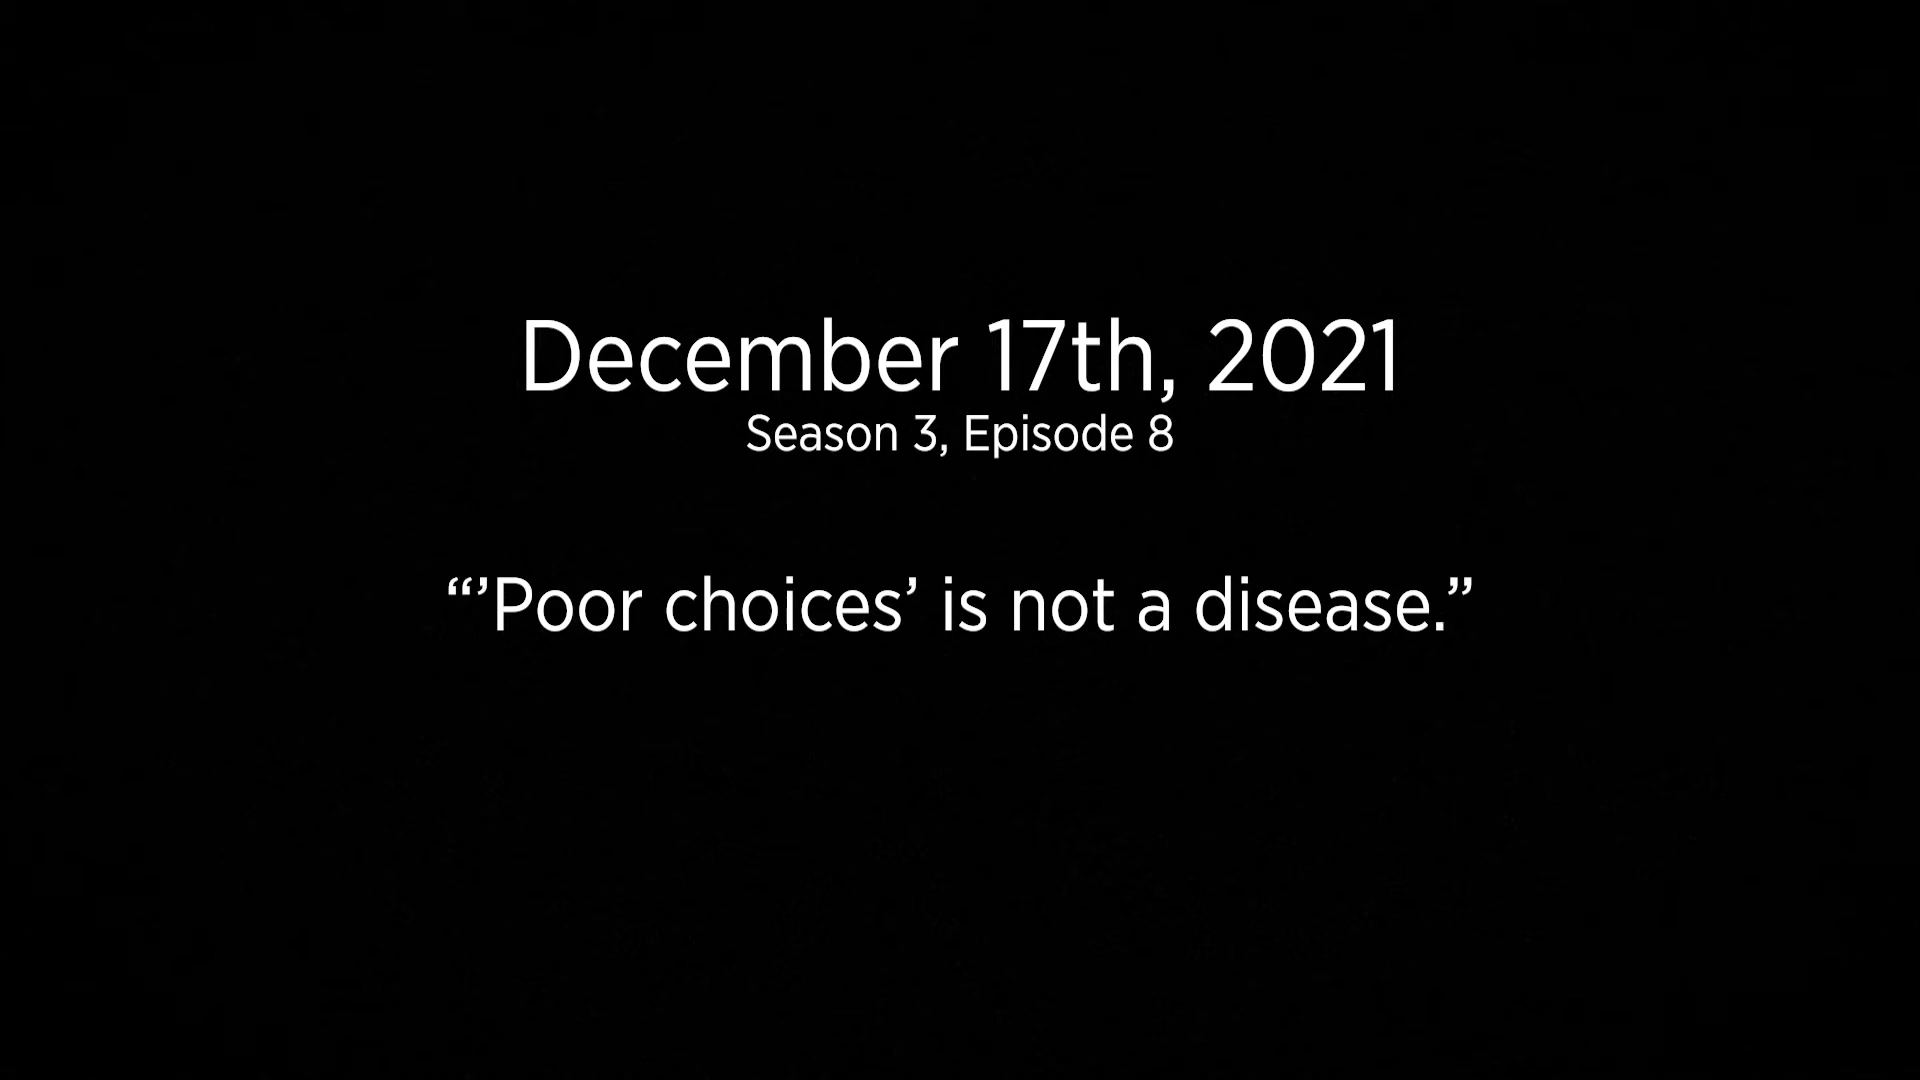 December 17th, 2021
Season 3, Episode 8
“’Poor choices’ is not a disease.”